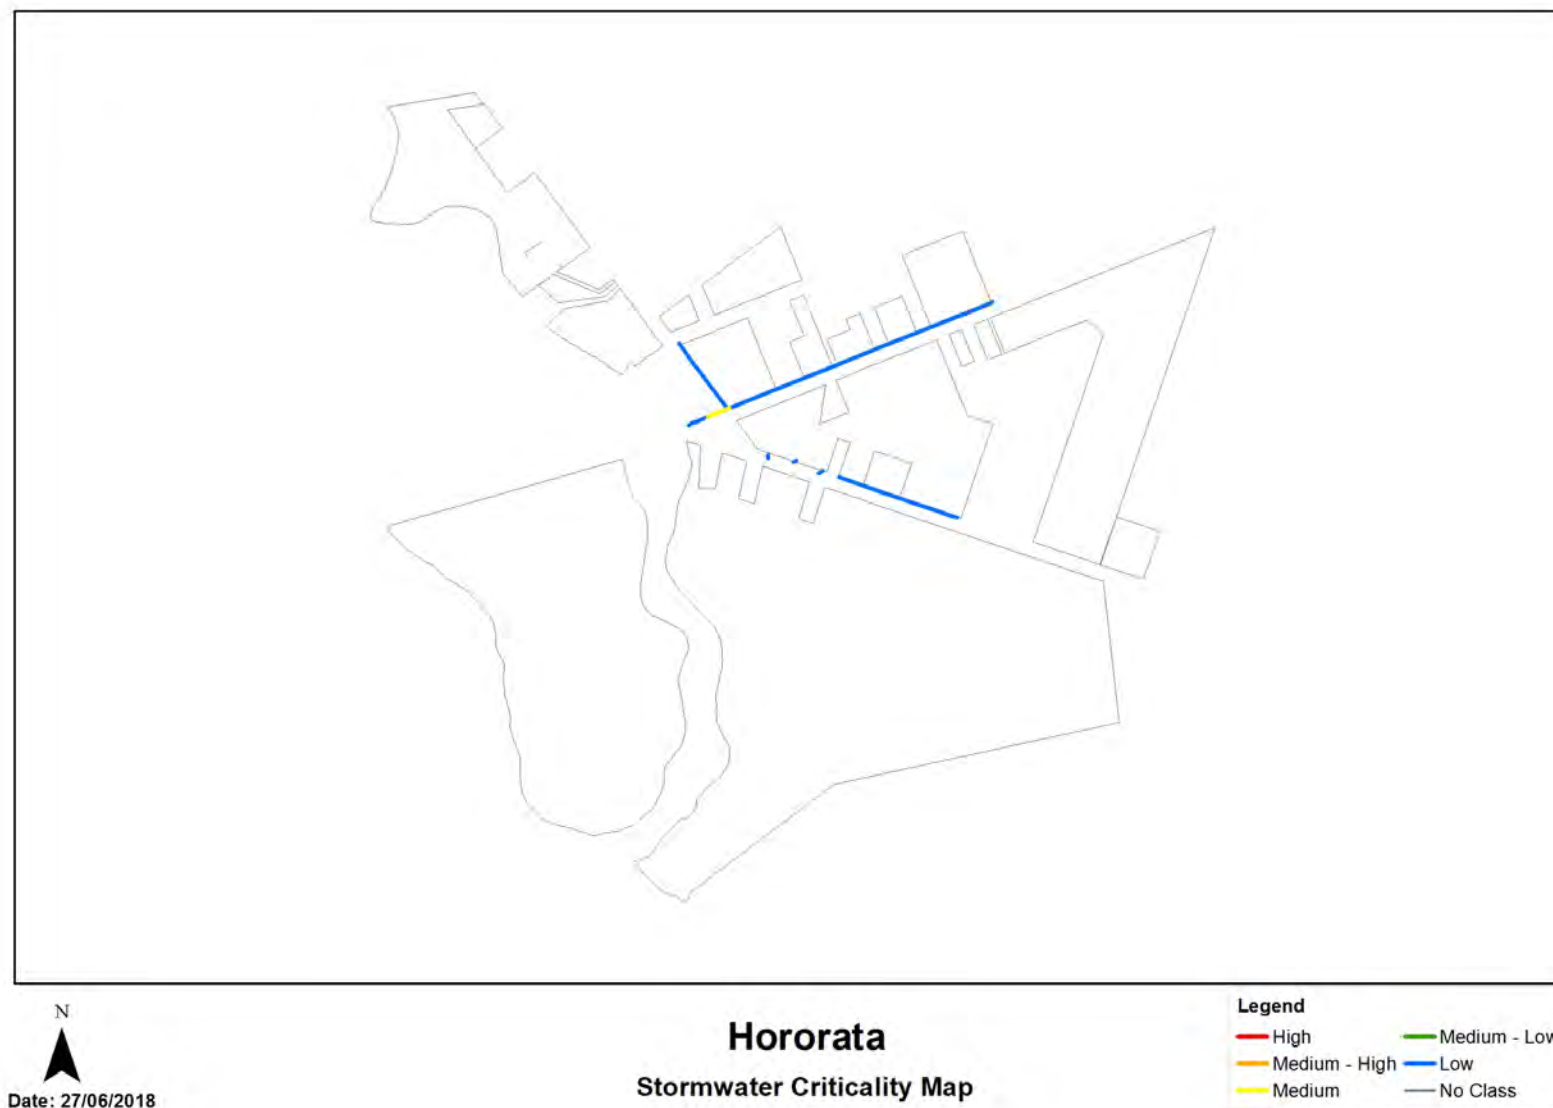 N
Date: 27/06/2018
Hororata
Stormwater Criticality Map
Legend
High
Medium - High
Medium
Medium - Low
Low
No Class